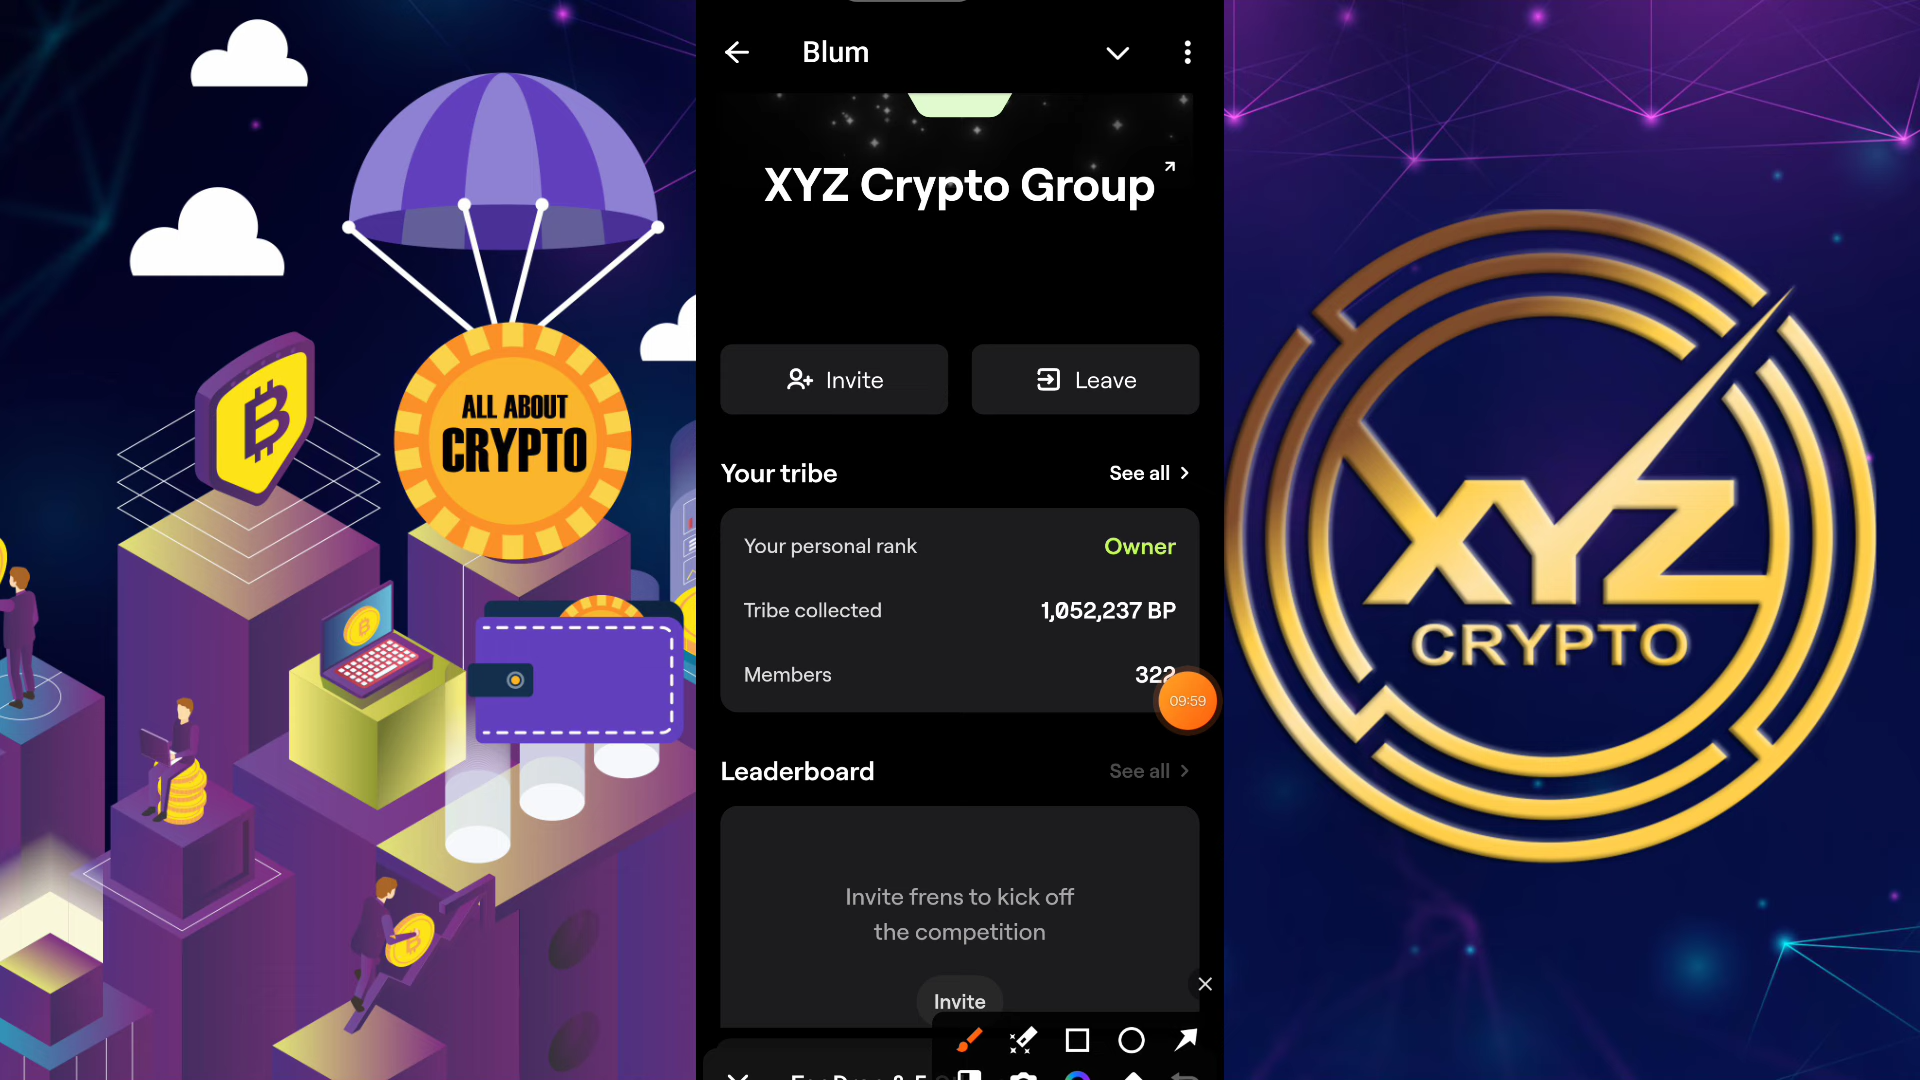 ALL ABOUT
CRYPTO
Blum
XYZ Crypto Group
Invite
Leave
Your tribe
See all
Your personal rank
Owner
Tribe collected
1,052,237 BP
Members
322
09:59
Leaderboard
See all
Invite frens to kick off
the competition
Invite
XYZ
CRYPTO